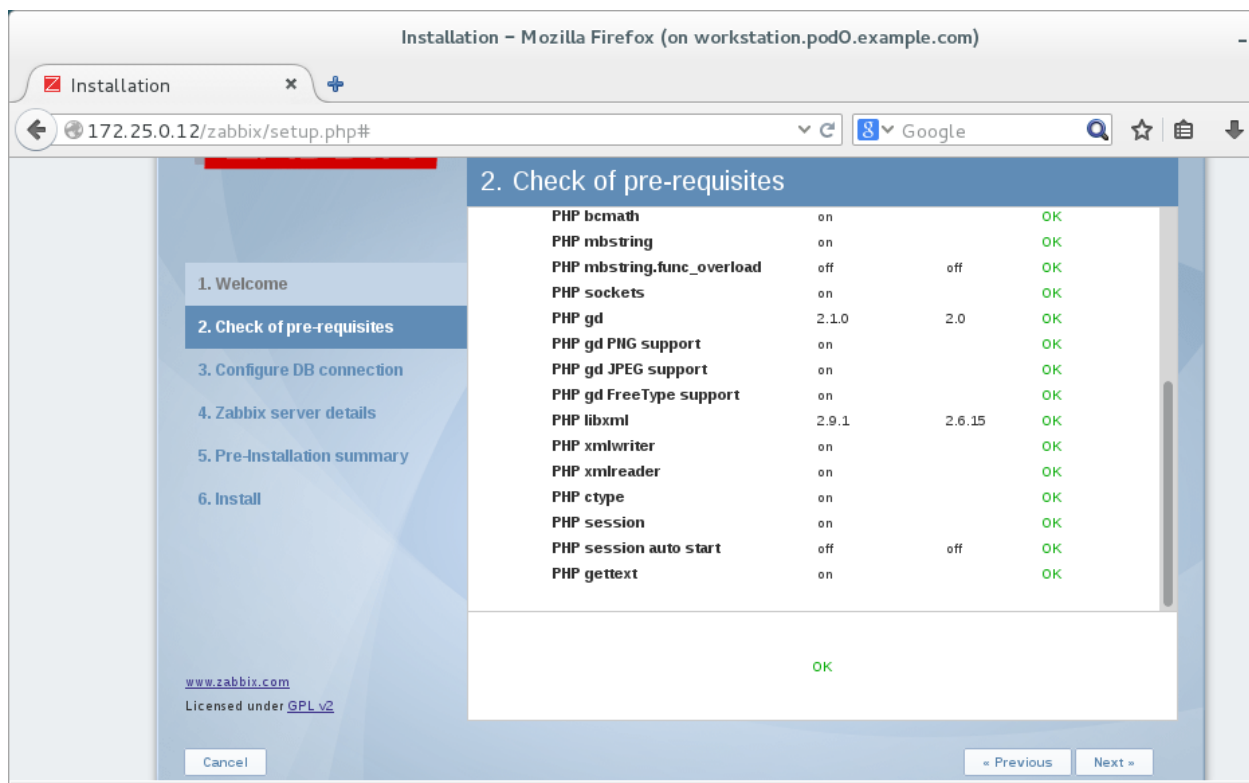 Installation – Mozilla Firefox (on workstation.pod0.example.com)
Installation
172.25.0.12/zabbix/setup.php#
8 Google
2. Check of pre-requisites
PHP bcmath on OK
PHP mbstring on OK
PHP mbstring.func_overload off off OK
PHP sockets on OK
PHP gd 2.1.0 2.0 OK
PHP gd PNG support on OK
PHP gd JPEG support on OK
PHP gd FreeType support on OK
PHP libxml 2.9.1 2.6.15 OK
PHP xmlwriter on OK
PHP xmlreader on OK
PHP ctype on OK
PHP session on OK
PHP session auto start off off OK
PHP gettext on OK
OK
1. Welcome
2. Check of pre-requisites
3. Configure DB connection
4. Zabbix server details
5. Pre-Installation summary
6. Install
www.zabbix.com
Licensed under GPL v2
Cancel
« Previous
Next »